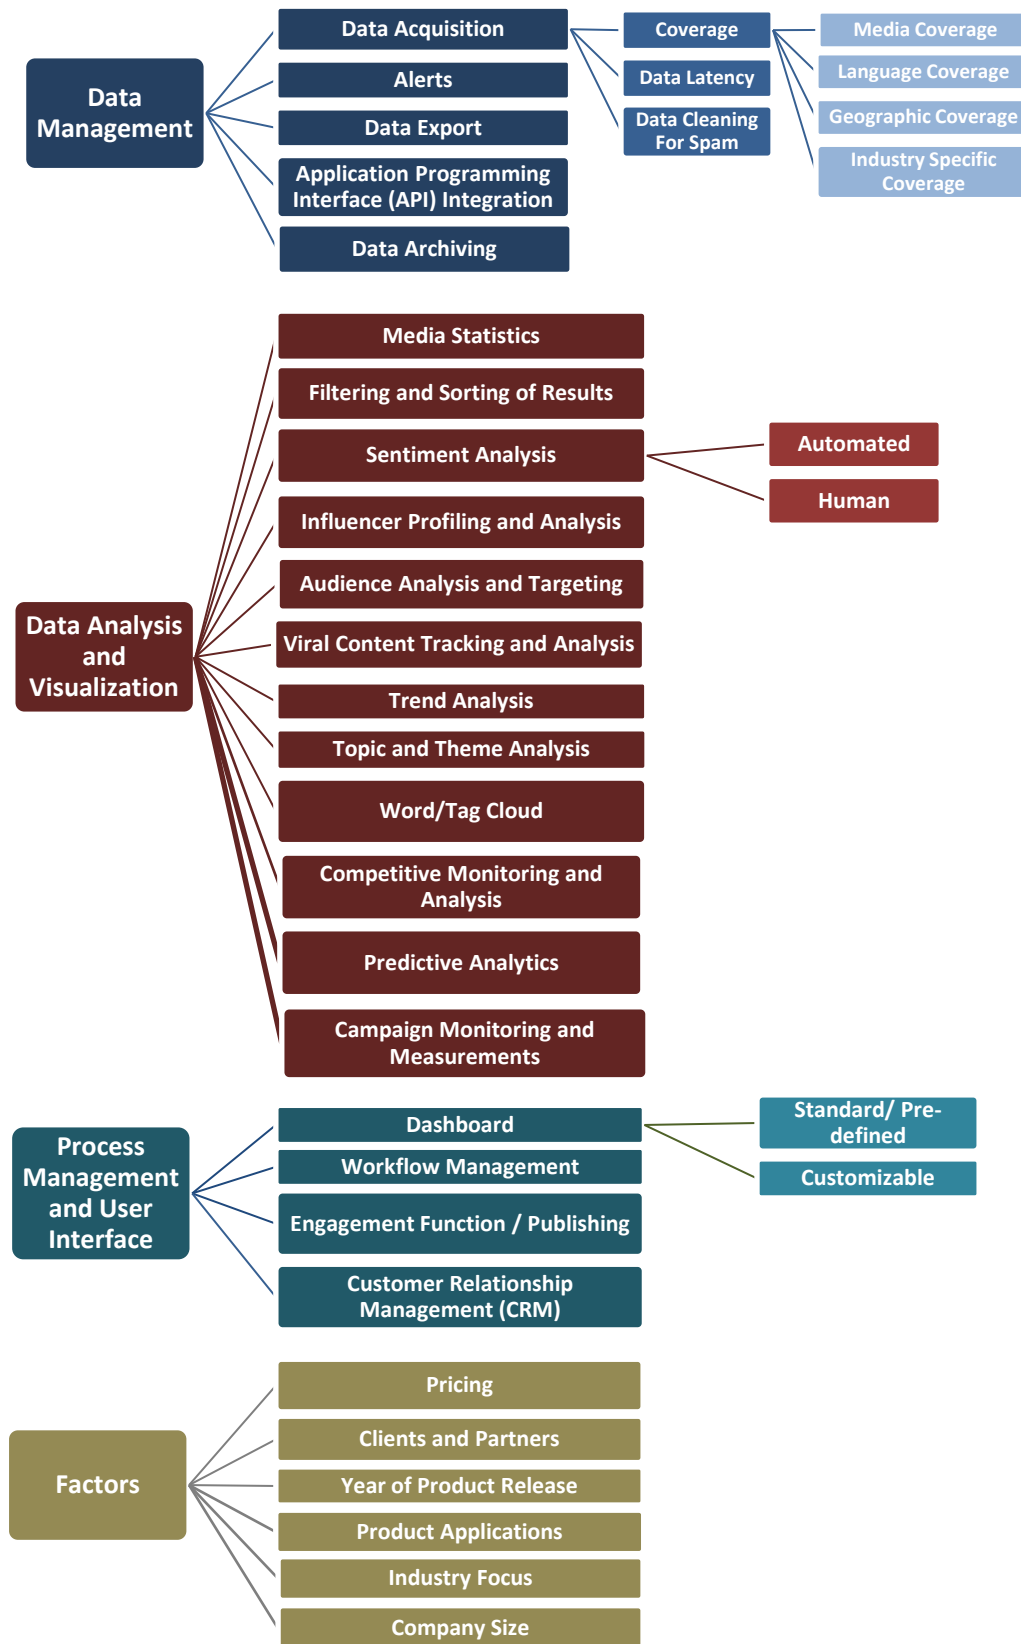 Data
Management
Data Acquisition
Alerts
Data Export
Application Programming
Interface (API) Integration
Data Archiving
Coverage
Data Latency
Data Cleaning
For Spam
Media Coverage
Language Coverage
Geographic Coverage
Industry Specific
Coverage
Data Analysis
and
Visualization
Media Statistics
Filtering and Sorting of Results
Sentiment Analysis
Influencer Profiling and Analysis
Audience Analysis and Targeting
Viral Content Tracking and Analysis
Trend Analysis
Topic and Theme Analysis
Word/Tag Cloud
Competitive Monitoring and
Analysis
Predictive Analytics
Campaign Monitoring and
Measurements
Automated
Human
Process
Management
and User
Interface
Dashboard
Workflow Management
Engagement Function / Publishing
Customer Relationship
Management (CRM)
Standard/ Pre-
defined
Customizable
Factors
Pricing
Clients and Partners
Year of Product Release
Product Applications
Industry Focus
Company Size